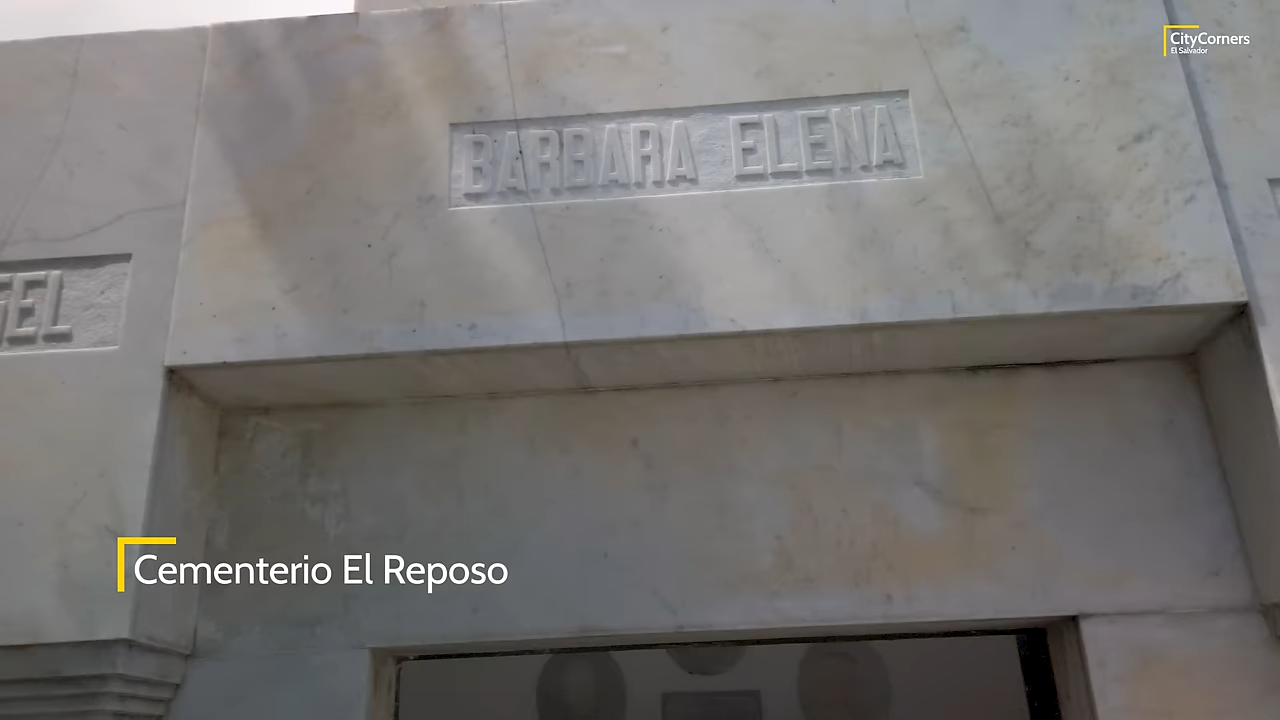 CityCorners
El Salvador
BARBARA ELENA
GEL
Cementerio El Reposo